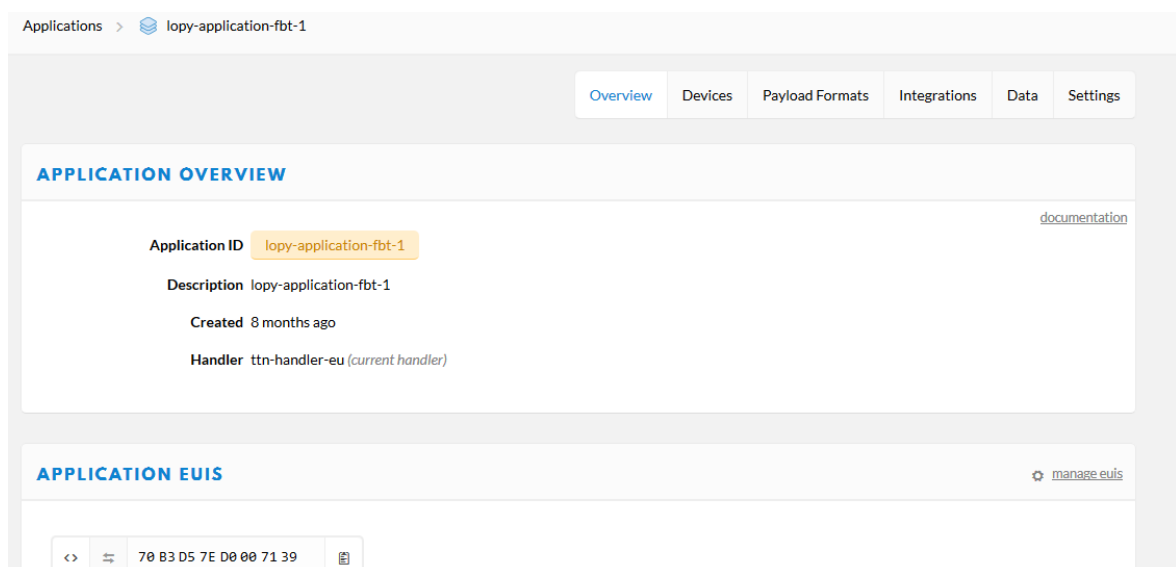 Applications > lopy-application-fbt-1
Overview Devices Payload Formats Integrations Data Settings
APPLICATION OVERVIEW
documentation
Application ID lopy-application-fbt-1
Description lopy-application-fbt-1
Created 8 months ago
Handler ttn-handler-eu (current handler)
APPLICATION EUIS
manage euis
<> 70 B3 D5 7E D0 00 71 39